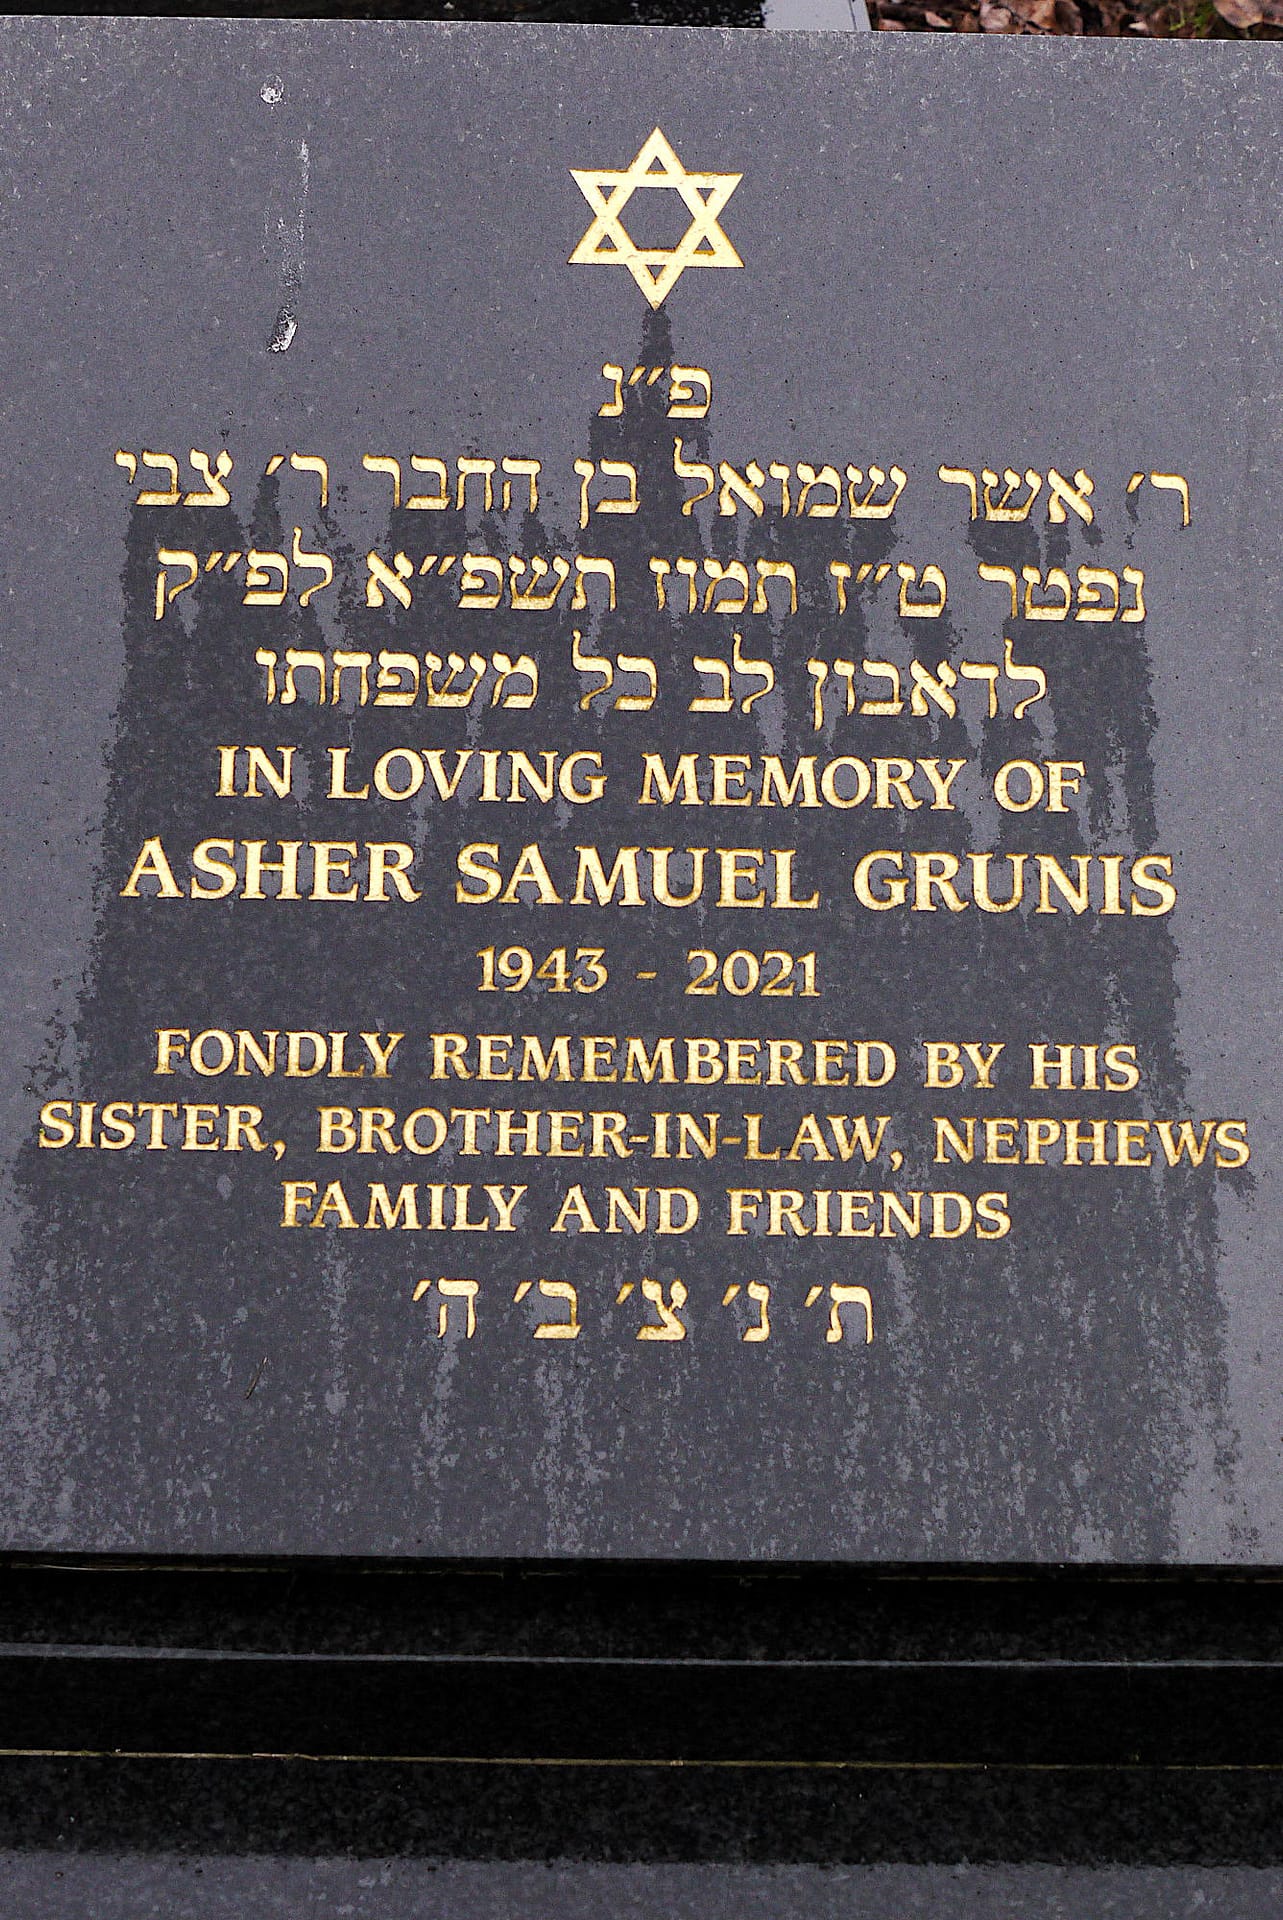 פ״נ
ר׳ אשר שמואל בן החבר ר׳ צבי
נפטר ט״ז תמוז תשפ״א לפ״ק
לדאבון לב כל משפחתו
IN LOVING MEMORY OF
ASHER SAMUEL GRUNIS
1943 - 2021
FONDLY REMEMBERED BY HIS
SISTER, BROTHER-IN-LAW, NEPHEWS
FAMILY AND FRIENDS
ת׳ נ׳ צ׳ ב׳ ה׳